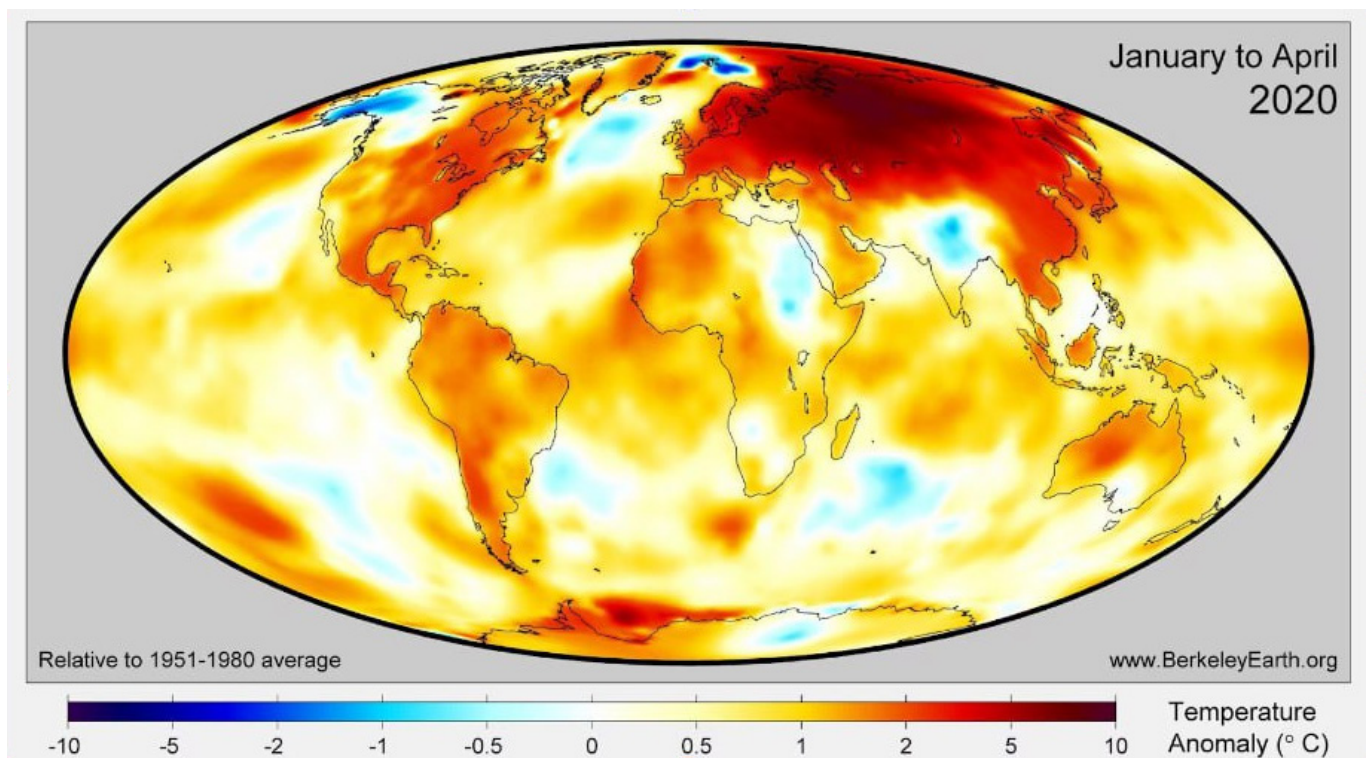 January to April
2020
Relative to 1951-1980 average
www.BerkeleyEarth.org
-10 -5 -2 -1 -0.5 0 0.5 1 2 5 10
Temperature
Anomaly (° C)